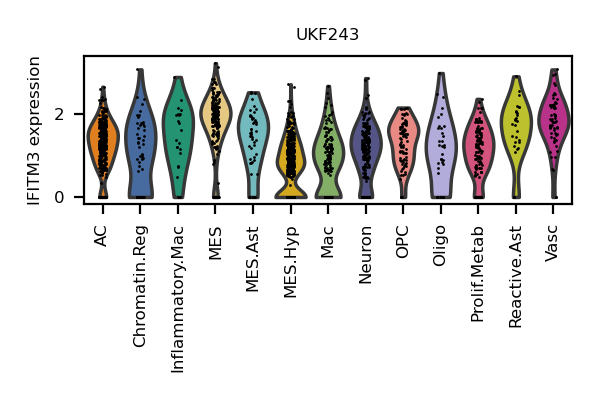 UKF243
IFITM3 expression
2
0
AC
Chromatin.Reg
Inflammatory.Mac
MES
MES.Ast
MES.Hyp
Mac
Neuron
OPC
Oligo
Prolif.Metab
Reactive.Ast
Vasc